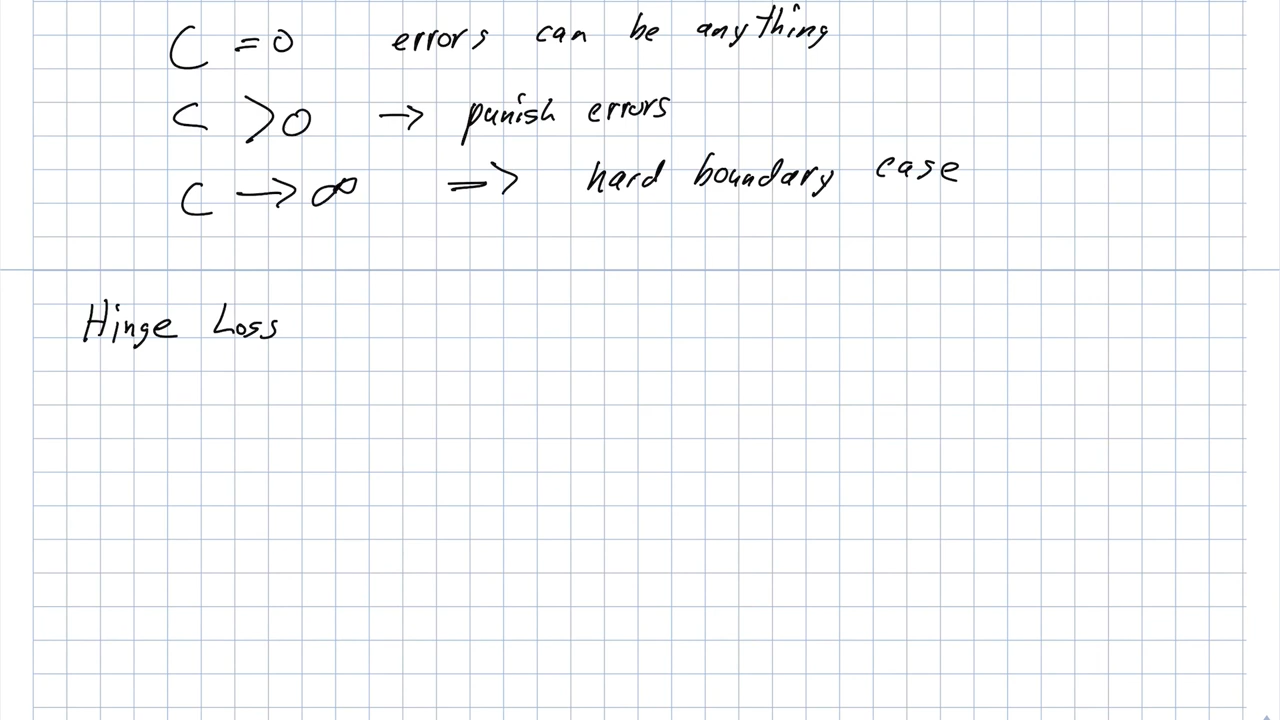 C = 0 errors can be anything
C > 0 → punish errors
C → ∞ => hard boundary case
Hinge Loss